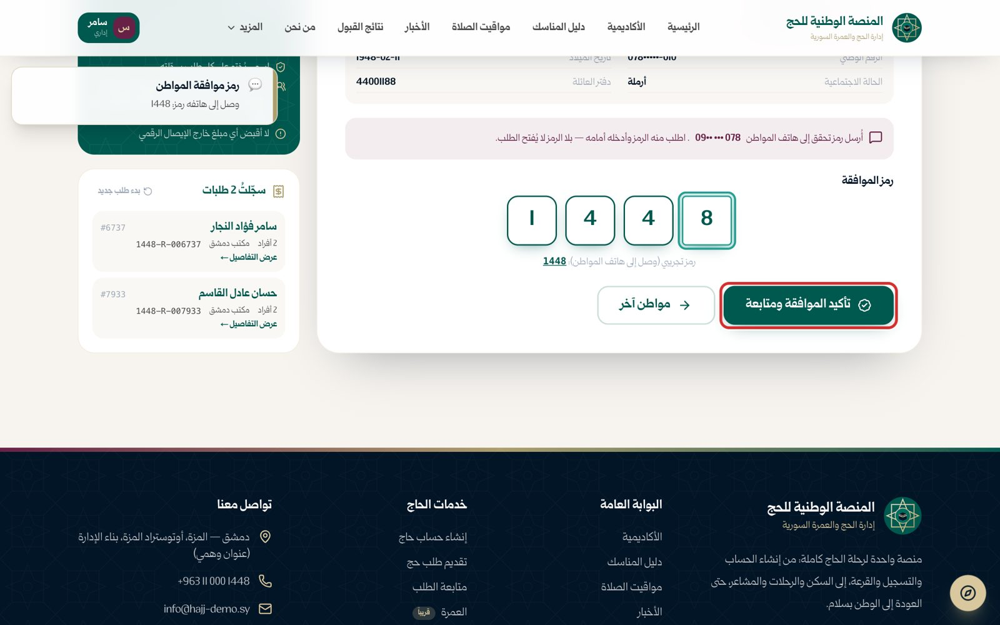 المنصة الوطنية للحج
إدارة الحج والعمرة السورية
الرئيسية
الأكاديمية
دليل المناسك
مواقيت الصلاة
الأخبار
نتائج القبول
من نحن
المزيد
سامر
إداري
س
الرقم الوطني
078•••••010
تاريخ الميلاد
1948-02-11
الحالة الاجتماعية
أرملة
دفتر العائلة
44001188
أُرسل رمز تحقق إلى هاتف المواطن 09•• ••• 078 . اطلب منه الرمز وأدخله أمامه — بلا الرمز لا يُفتح الطلب.
رمز الموافقة
1 4 4 8
رمز تجريبي (وصل إلى هاتف المواطن): 1448
تأكيد الموافقة ومتابعة
مواطن آخر
رمز موافقة المواطن
وصل إلى هاتفه رمز: 1448
لا أقبض أي مبلغ خارج الإيصال الرقمي
سجّلتُ 2 طلبات
بدء طلب جديد
سامر فؤاد النجار
#6737
2 أفراد مكتب دمشق 1448-R-006737
عرض التفاصيل ←
حسان عادل القاسم
#7933
2 أفراد مكتب دمشق 1448-R-007933
عرض التفاصيل ←
المنصة الوطنية للحج
إدارة الحج والعمرة السورية
منصة واحدة لرحلة الحاج كاملة: من إنشاء الحساب
والتسجيل والقرعة، إلى السكن والرحلات والمشاعر، حتى
العودة إلى الوطن بسلام.
البوابة العامة
الأكاديمية
دليل المناسك
مواقيت الصلاة
الأخبار
خدمات الحاج
إنشاء حساب حاج
تقديم طلب حج
متابعة الطلب
العمرة قريبًا
تواصل معنا
دمشق — المزة، أوتوستراد المزة، بناء الإدارة
(عنوان وهمي)
+963 11 000 1448
info@hajj-demo.sy